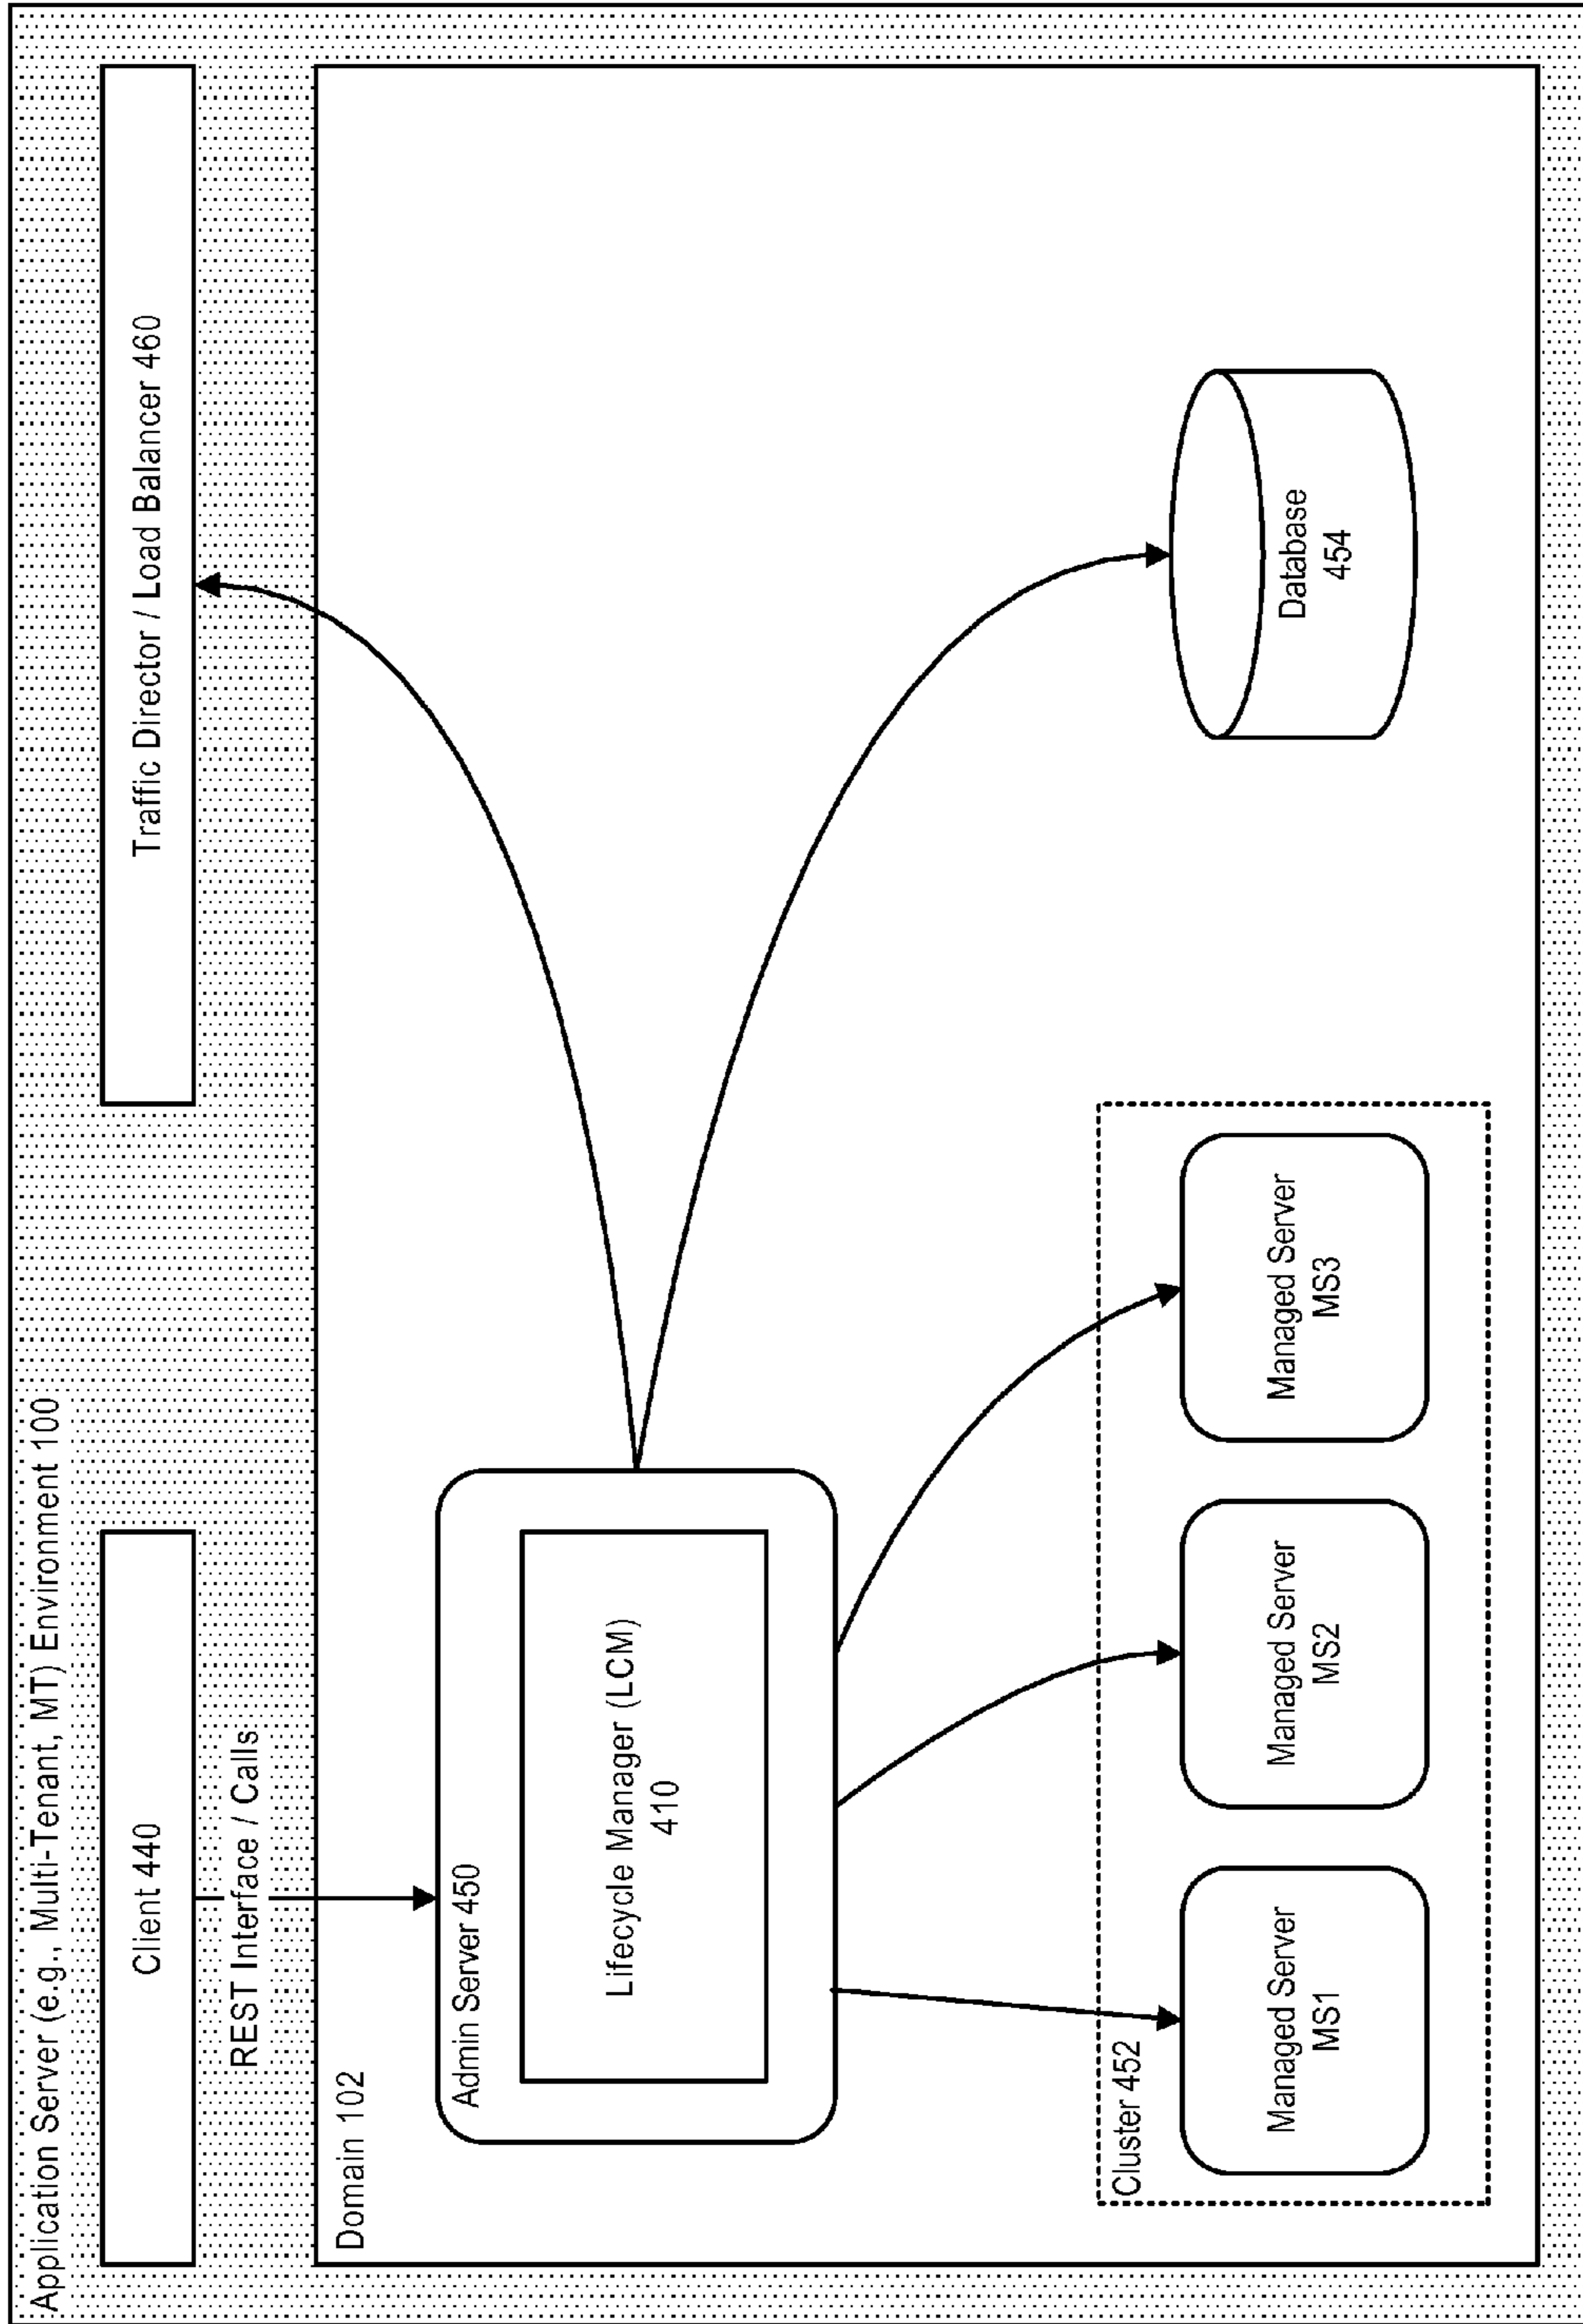 Application Server (e.g., Multi-Tenant, MT) Environment 100
Client 440
Traffic Director / Load Balancer 460
REST Interface / Calls
Domain 102
Admin Server 450
Lifecycle Manager (LCM)
410
Cluster 452
Managed Server
MS1
Managed Server
MS2
Managed Server
MS3
Database
454